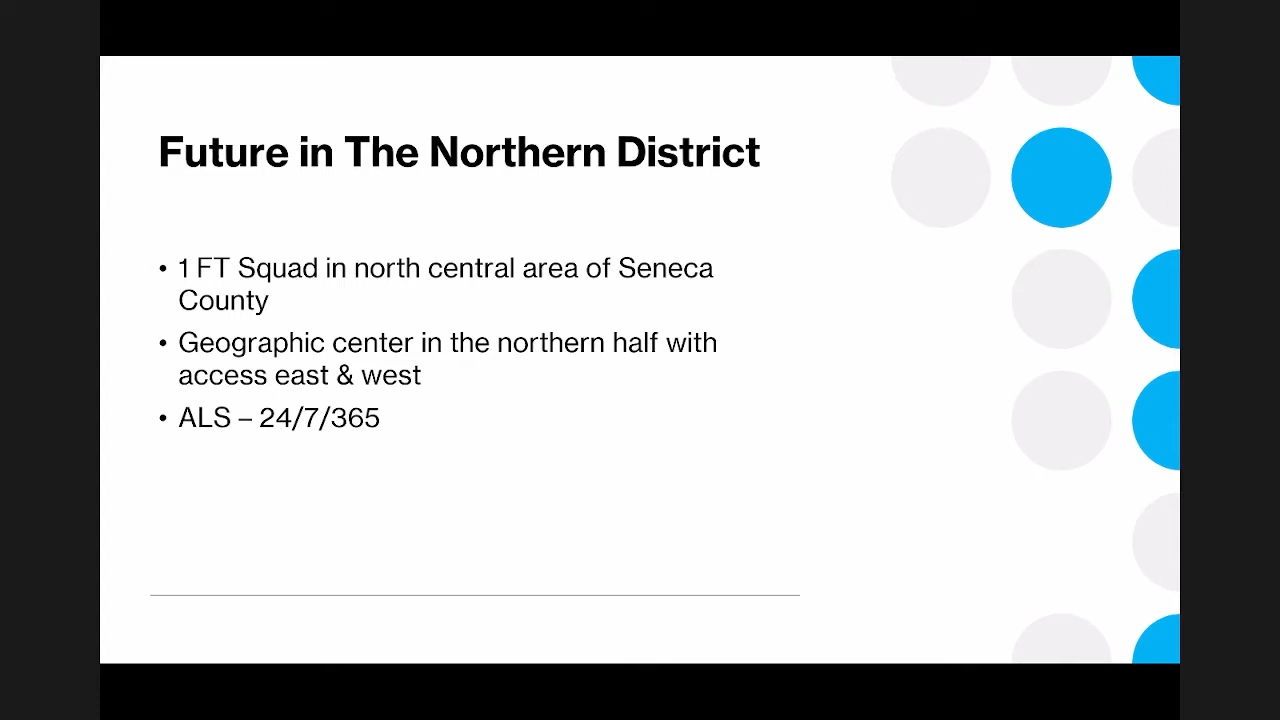 Future in The Northern District
• 1 FT Squad in north central area of Seneca
County
• Geographic center in the northern half with
access east & west
• ALS – 24/7/365